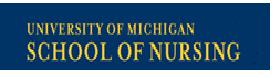 UNIVERSITY OF MICHIGAN
SCHOOL OF NURSING